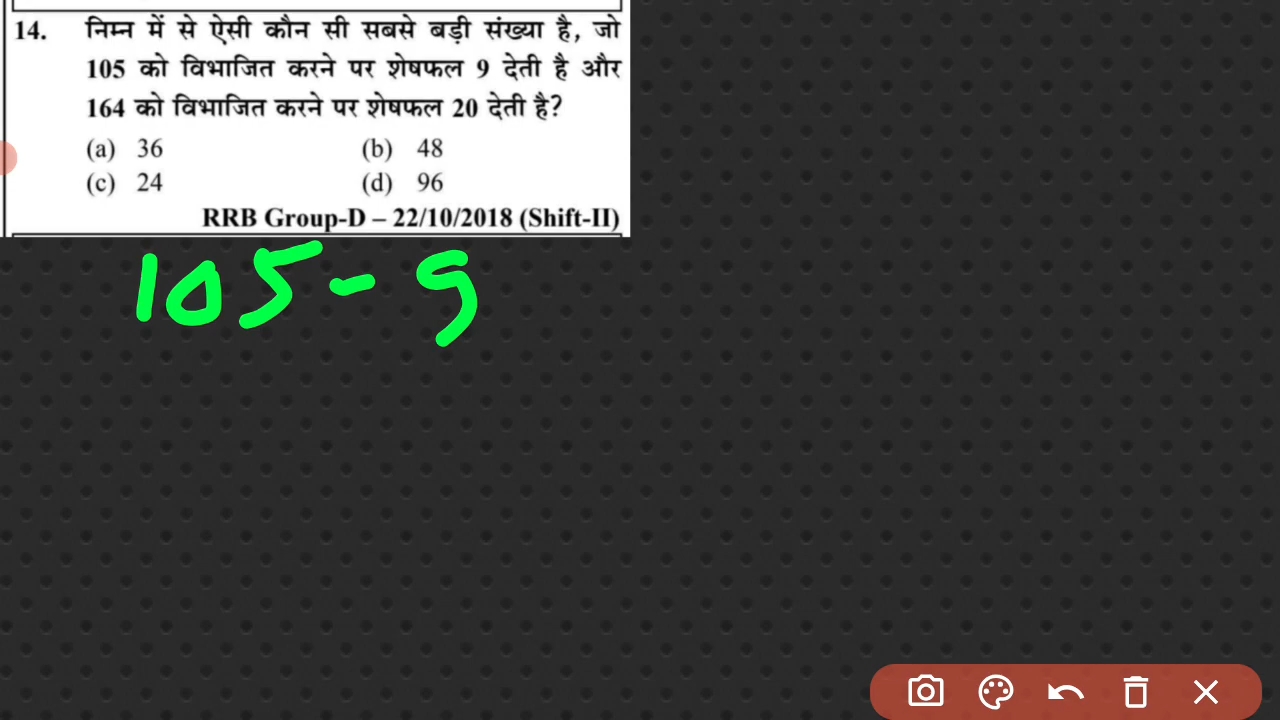 14. निम्न में से ऐसी कौन सी सबसे बड़ी संख्या है, जो
105 को विभाजित करने पर शेषफल 9 देती है और
164 को विभाजित करने पर शेषफल 20 देती है?
(a) 36 (b) 48
(c) 24 (d) 96
RRB Group-D – 22/10/2018 (Shift-II)
105-9